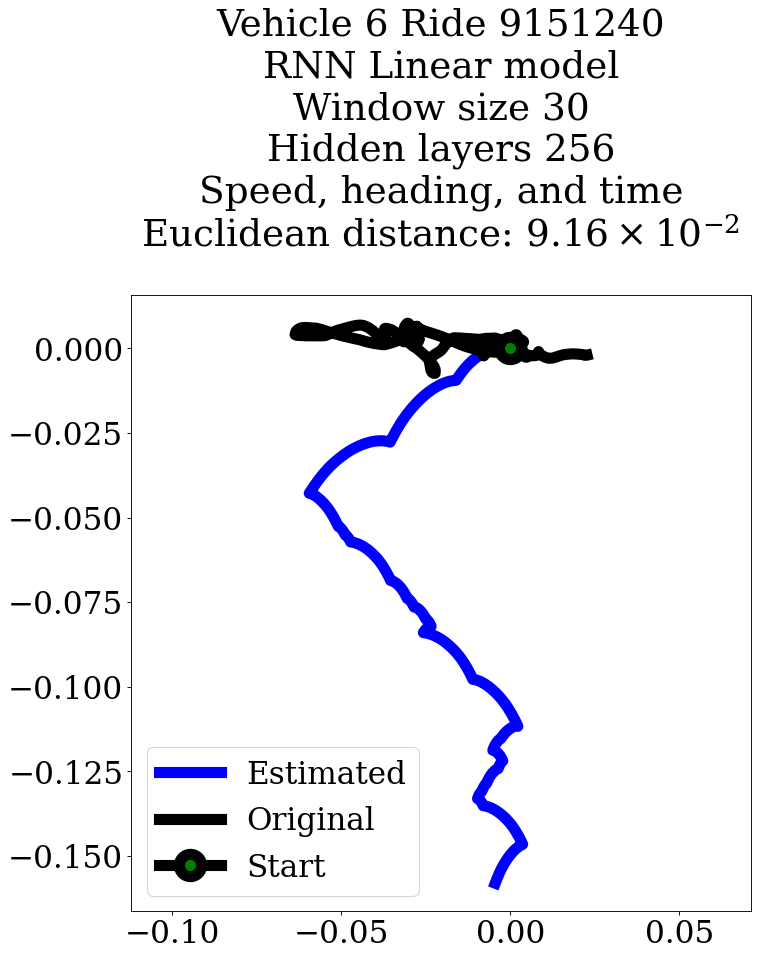 Vehicle 6 Ride 9151240
RNN Linear model
Window size 30
Hidden layers 256
Speed, heading, and time
Euclidean distance: 9.16 × 10⁻²
0.000
−0.025
−0.050
−0.075
−0.100
−0.125
−0.150
Estimated
Original
Start
−0.10 −0.05 0.00 0.05